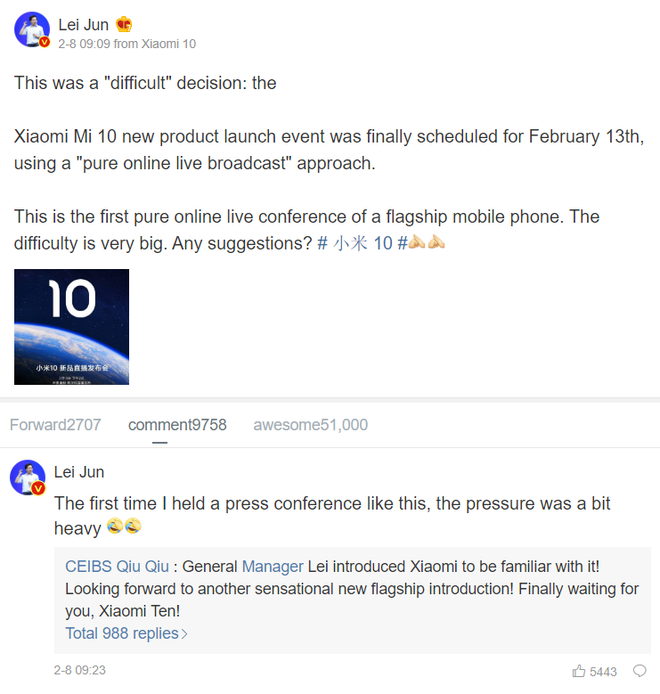 Lei Jun
2-8 09:09 from Xiaomi 10
This was a "difficult" decision: the
Xiaomi Mi 10 new product launch event was finally scheduled for February 13th,
using a "pure online live broadcast" approach.
This is the first pure online live conference of a flagship mobile phone. The
difficulty is very big. Any suggestions? # 小米 10 #
10
小米10 新品直播发布会
Forward2707 comment9758 awesome51,000
Lei Jun
The first time I held a press conference like this, the pressure was a bit
heavy
CEIBS Qiu Qiu : General Manager Lei introduced Xiaomi to be familiar with it!
Looking forward to another sensational new flagship introduction! Finally waiting for
you, Xiaomi Ten!
Total 988 replies>
2-8 09:23 5443